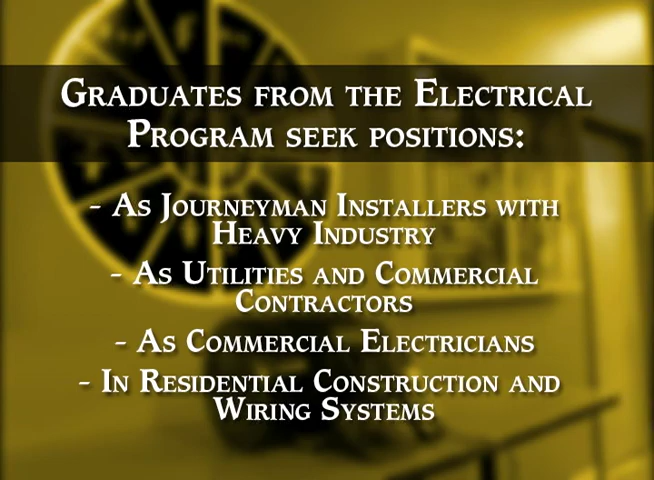 Graduates from the Electrical
Program seek positions:
- As Journeyman Installers with
Heavy Industry
- As Utilities and Commercial
Contractors
- As Commercial Electricians
- In Residential Construction and
Wiring Systems